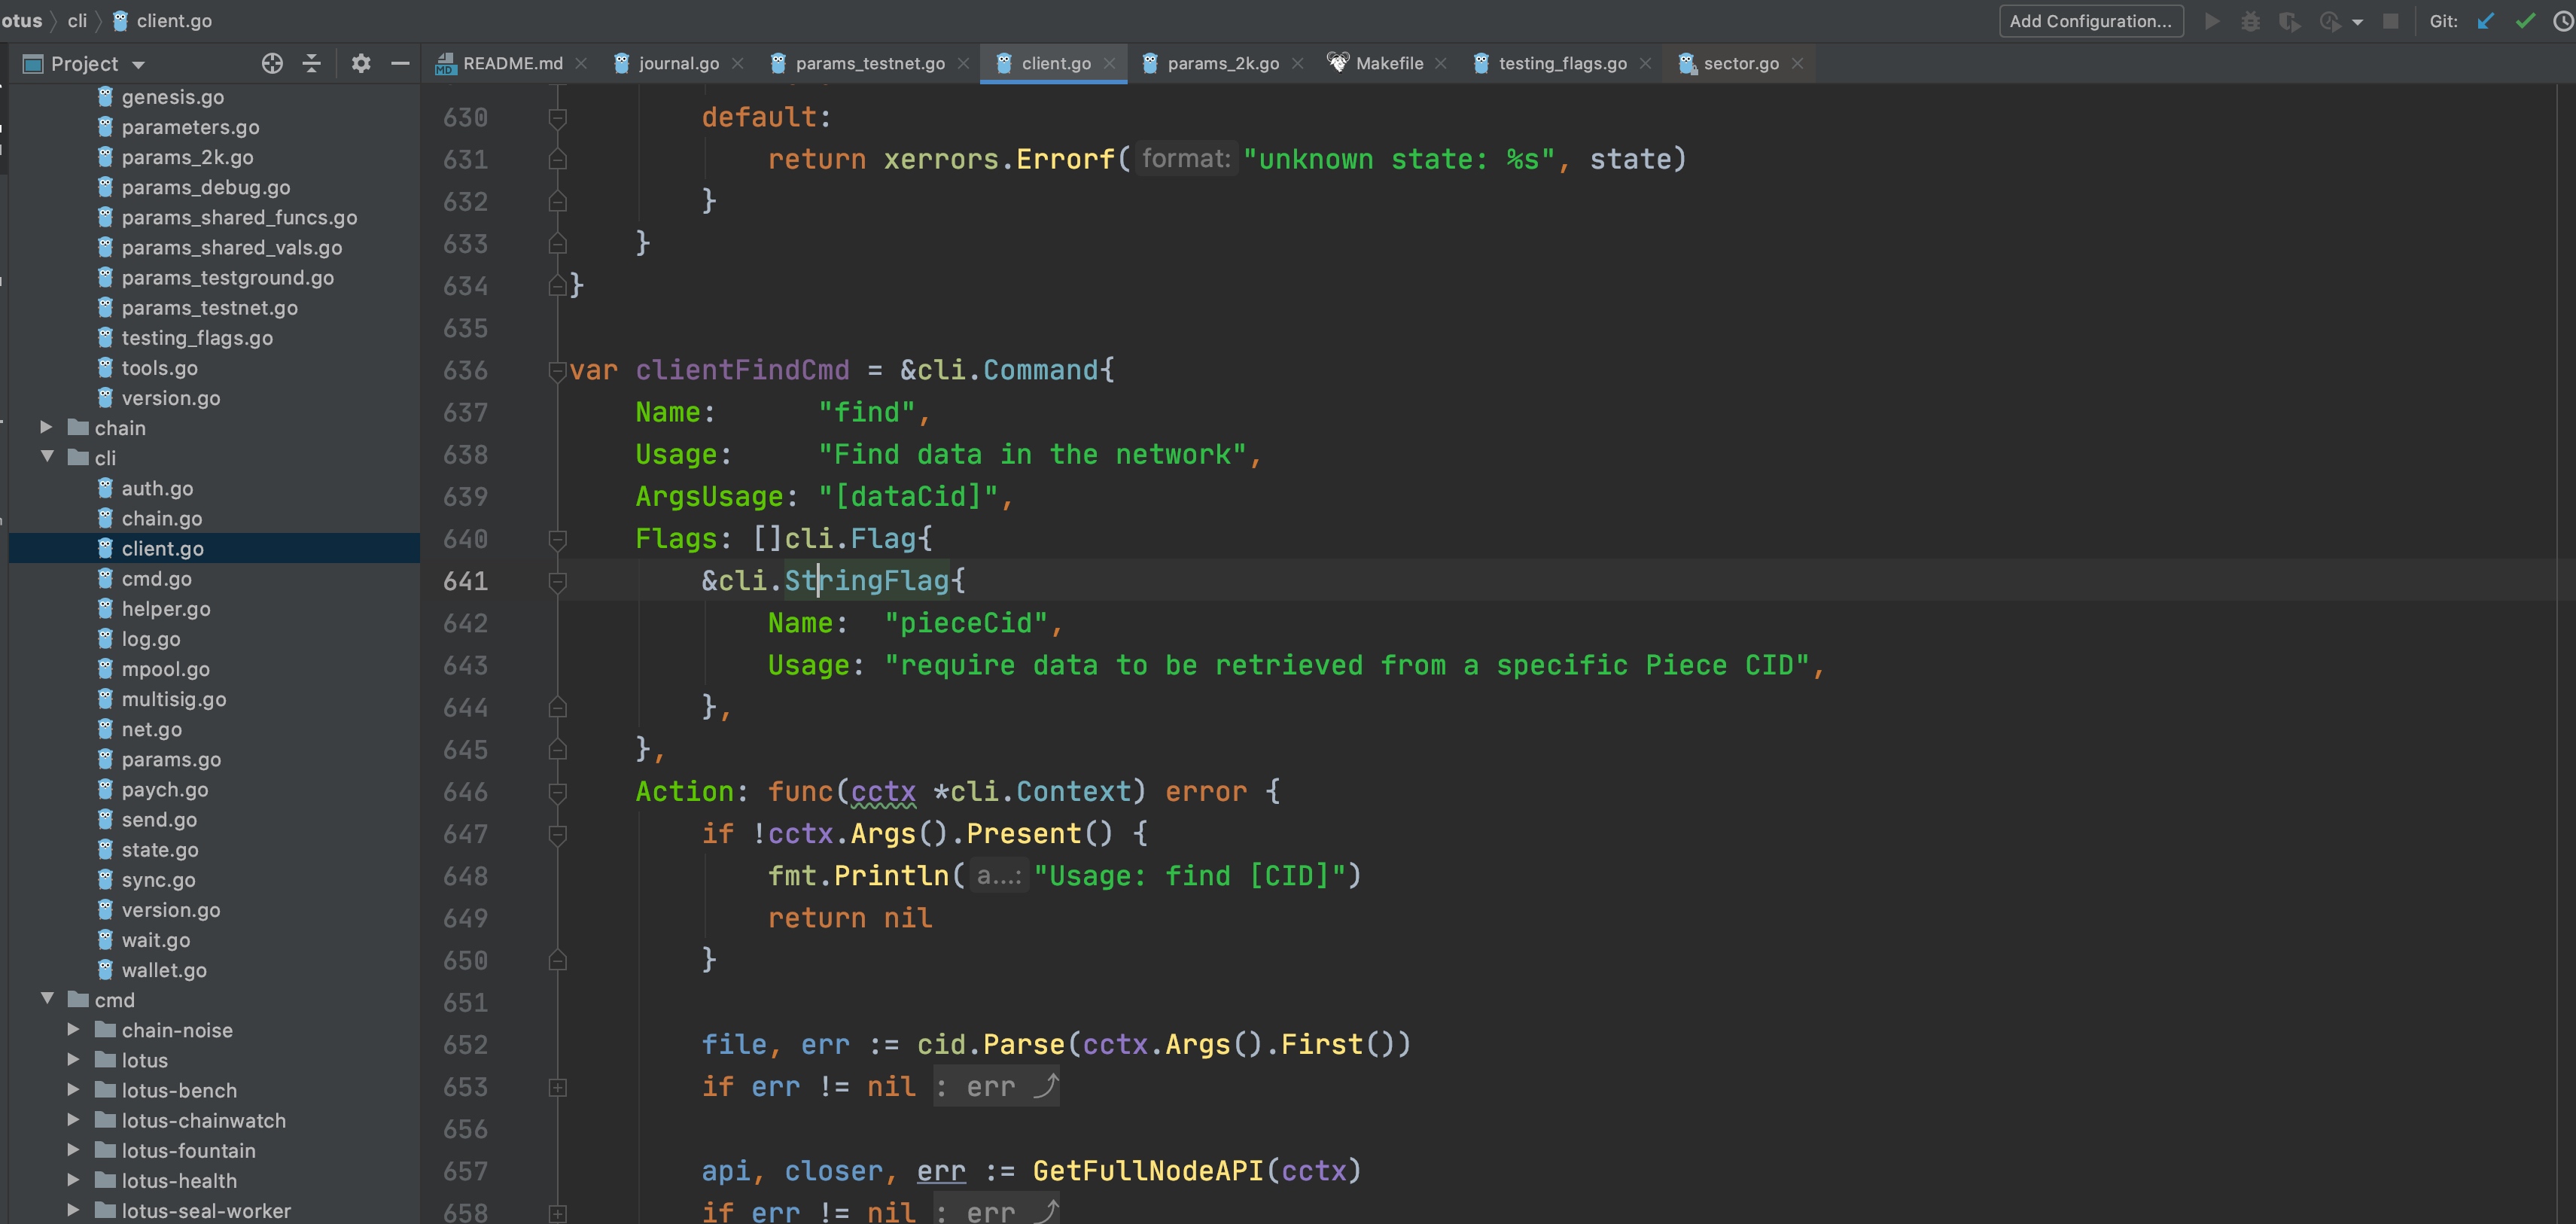 otus cli client.go
Add Configuration... Git:
Project
README.md journal.go params_testnet.go client.go params_2k.go Makefile testing_flags.go sector.go
genesis.go
parameters.go
params_2k.go
params_debug.go
params_shared_funcs.go
params_shared_vals.go
params_testground.go
params_testnet.go
testing_flags.go
tools.go
version.go
chain
cli
auth.go
chain.go
client.go
cmd.go
helper.go
log.go
mpool.go
multisig.go
net.go
params.go
paych.go
send.go
state.go
sync.go
version.go
wait.go
wallet.go
cmd
chain-noise
lotus
lotus-bench
lotus-chainwatch
lotus-fountain
lotus-health
lotus-seal-worker
630 default:
631 return xerrors.Errorf( format: "unknown state: %s", state)
632 }
633 }
634 }
635
636 var clientFindCmd = &cli.Command{
637 Name: "find",
638 Usage: "Find data in the network",
639 ArgsUsage: "[dataCid]",
640 Flags: []cli.Flag{
641 &cli.StringFlag{
642 Name: "pieceCid",
643 Usage: "require data to be retrieved from a specific Piece CID",
644 },
645 },
646 Action: func(cctx *cli.Context) error {
647 if !cctx.Args().Present() {
648 fmt.Println( a...: "Usage: find [CID]")
649 return nil
650 }
651
652 file, err := cid.Parse(cctx.Args().First())
653 if err != nil : err
656
657 api, closer, err := GetFullNodeAPI(cctx)
658 if err != nil : err